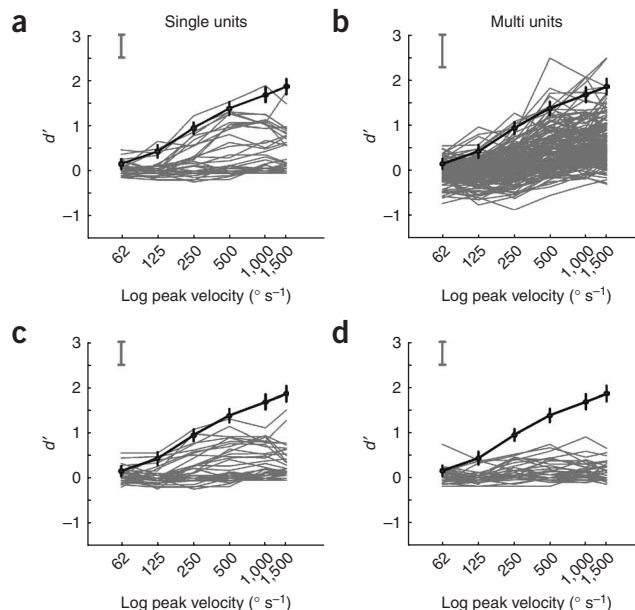 a Single units
3
2
1
0
–1
d′
62 125 250 500 1,000 1,500
Log peak velocity (° s⁻¹)
b Multi units
3
2
1
0
–1
d′
62 125 250 500 1,000 1,500
Log peak velocity (° s⁻¹)
c
3
2
1
0
–1
d′
62 125 250 500 1,000 1,500
Log peak velocity (° s⁻¹)
d
3
2
1
0
–1
d′
62 125 250 500 1,000 1,500
Log peak velocity (° s⁻¹)